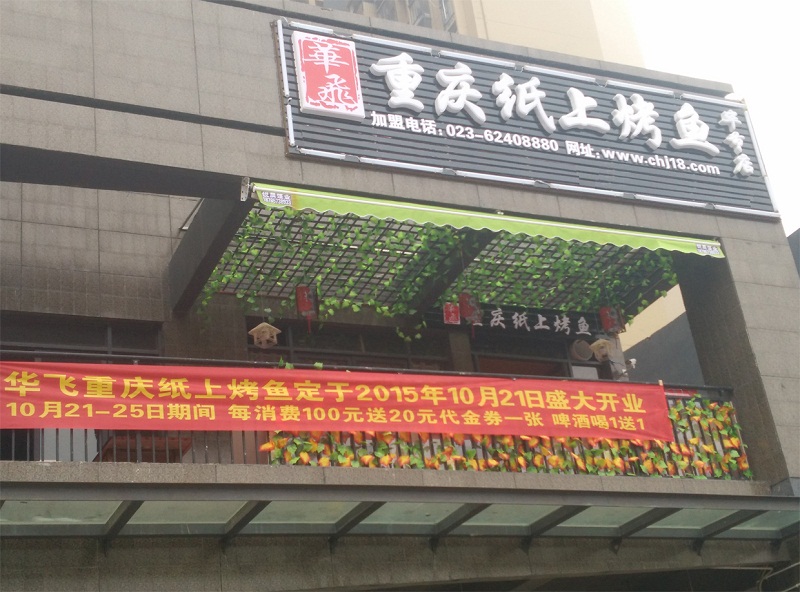 華飛
重庆纸上烤鱼
加盟电话:023-62408880 网址:www.chj18.com
重庆纸上烤鱼
华飞重庆纸上烤鱼定于2015年10月21日盛大开业
10月21-25日期间 每消费100元送20元代金券一张 啤酒喝1送1